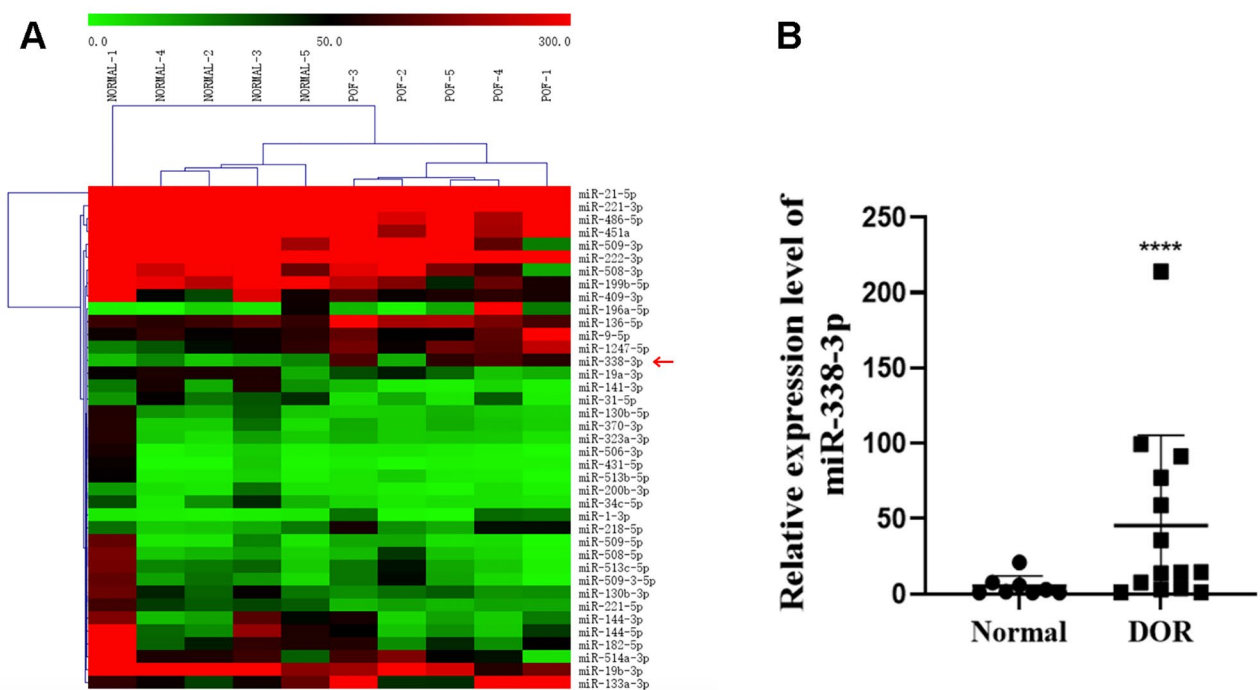 A
0.0 50.0 300.0
NORMAL-1
NORMAL-4
NORMAL-2
NORMAL-3
NORMAL-5
POF-3
POF-2
POF-5
POF-4
POF-1
miR-21-5p
miR-221-3p
miR-486-5p
miR-451a
miR-509-3p
miR-222-3p
miR-508-3p
miR-199b-5p
miR-409-3p
miR-196a-5p
miR-136-5p
miR-9-5p
miR-1247-5p
miR-338-3p
miR-19a-3p
miR-141-3p
miR-31-5p
miR-130b-5p
miR-370-3p
miR-323a-3p
miR-506-3p
miR-431-5p
miR-513b-5p
miR-200b-3p
miR-34c-5p
miR-1-3p
miR-218-5p
miR-509-5p
miR-508-5p
miR-513c-5p
miR-509-3-5p
miR-130b-3p
miR-221-5p
miR-144-3p
miR-144-5p
miR-182-5p
miR-514a-3p
miR-19b-3p
miR-133a-3p
B
Relative expression level of
miR-338-3p
250
200
150
100
50
0
****
Normal DOR